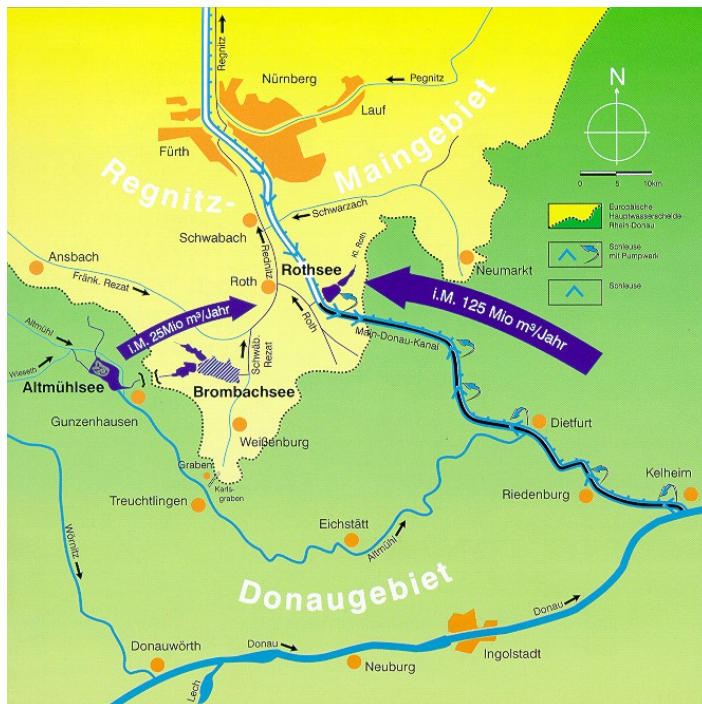 Regnitz
Nürnberg
Pegnitz
Lauf
Fürth
Maingebiet
Regnitz-
N
0 5 10km
Europäische
Hauptwasserscheide
Rhein-Donau
Schleuse
mit Pumpwerk
Schleuse
Schwarzach
Schwabach
Rednitz
Kl. Roth
Neumarkt
Ansbach
Fränk. Rezat
Rothsee
Roth
Roth
i.M. 125 Mio m³/Jahr
i.M. 25Mio m³/Jahr
Main-Donau-Kanal
Altmühl
Wieseth
Schwäb.
Rezat
Altmühlsee
Brombachsee
Gunzenhausen
Weißenburg
Dietfurt
Graben
Karls-
graben
Treuchtlingen
Kelheim
Riedenburg
Eichstätt
Altmühl
Wörnitz
Donaugebiet
Donau
Donauwörth
Donau
Ingolstadt
Neuburg
Lech